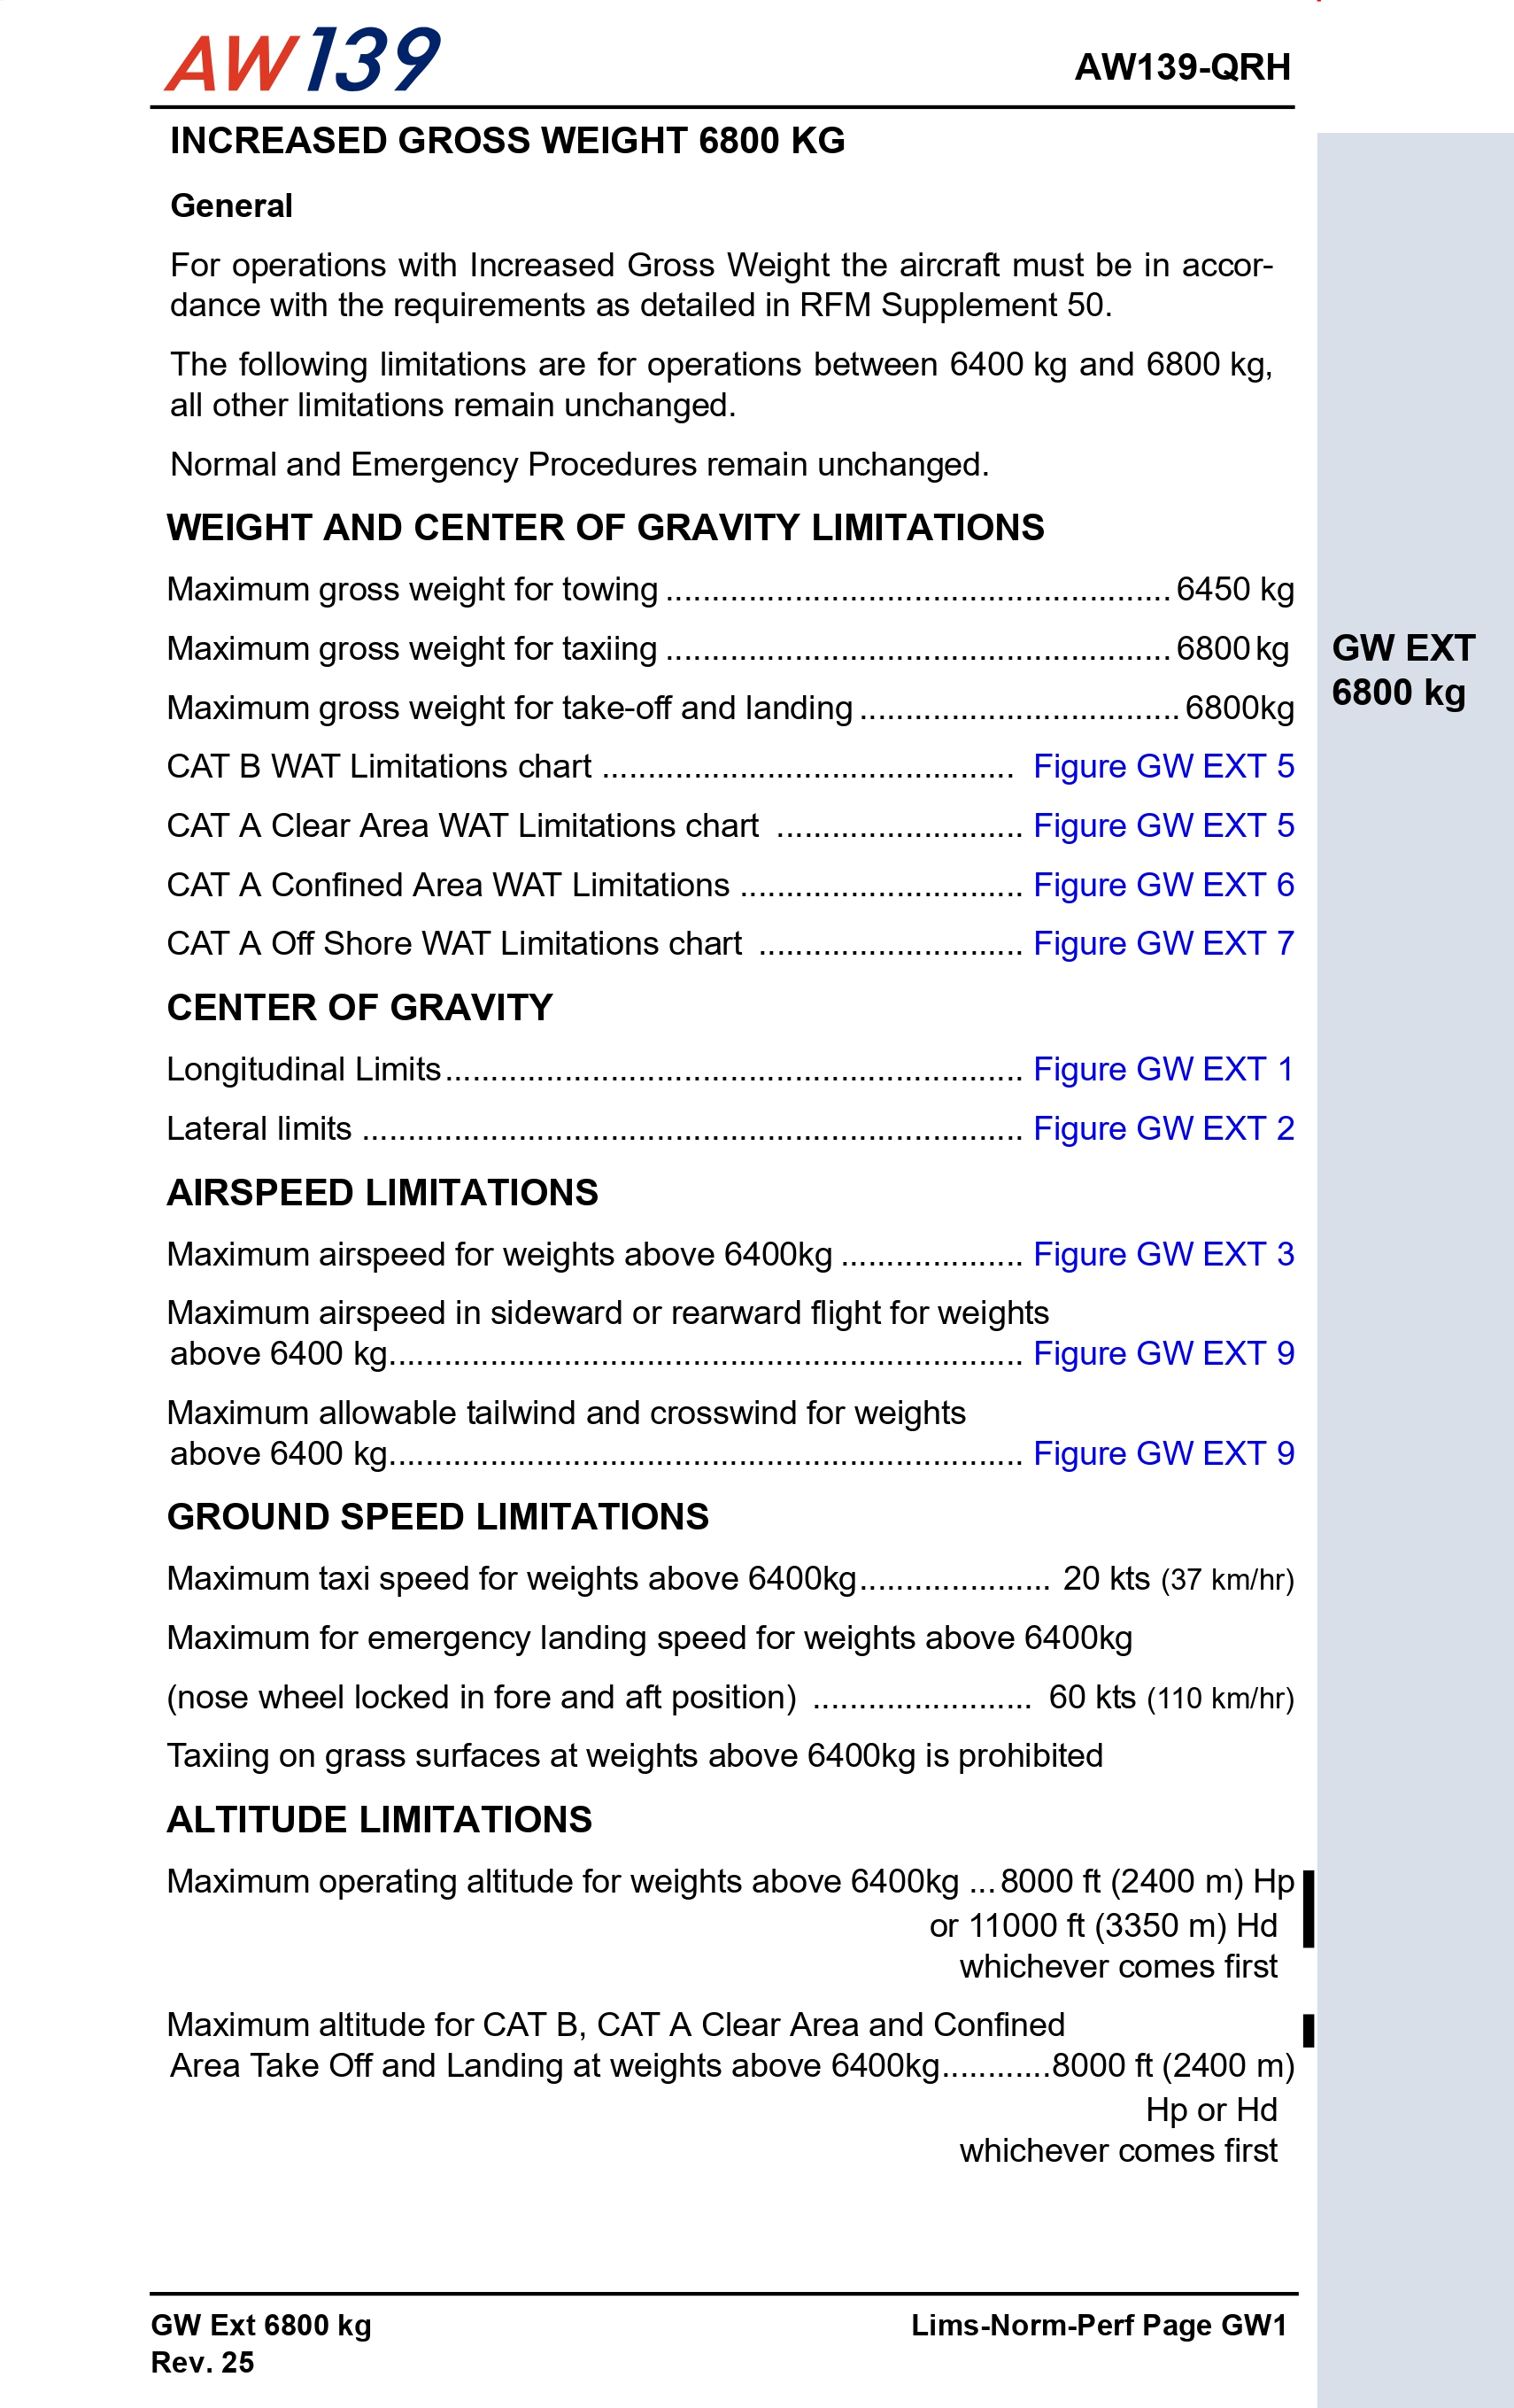 AW139
AW139-QRH
INCREASED GROSS WEIGHT 6800 KG
General
For operations with Increased Gross Weight the aircraft must be in accor-
dance with the requirements as detailed in RFM Supplement 50.
The following limitations are for operations between 6400 kg and 6800 kg,
all other limitations remain unchanged.
Normal and Emergency Procedures remain unchanged.
WEIGHT AND CENTER OF GRAVITY LIMITATIONS
Maximum gross weight for towing ....................................................... 6450 kg
Maximum gross weight for taxiing ....................................................... 6800 kg
Maximum gross weight for take-off and landing ................................... 6800kg
CAT B WAT Limitations chart ............................................. Figure GW EXT 5
CAT A Clear Area WAT Limitations chart ........................... Figure GW EXT 5
CAT A Confined Area WAT Limitations ............................... Figure GW EXT 6
CAT A Off Shore WAT Limitations chart ............................. Figure GW EXT 7
CENTER OF GRAVITY
Longitudinal Limits............................................................... Figure GW EXT 1
Lateral limits ........................................................................ Figure GW EXT 2
AIRSPEED LIMITATIONS
Maximum airspeed for weights above 6400kg .................... Figure GW EXT 3
Maximum airspeed in sideward or rearward flight for weights
above 6400 kg..................................................................... Figure GW EXT 9
Maximum allowable tailwind and crosswind for weights
above 6400 kg..................................................................... Figure GW EXT 9
GROUND SPEED LIMITATIONS
Maximum taxi speed for weights above 6400kg..................... 20 kts (37 km/hr)
Maximum for emergency landing speed for weights above 6400kg
(nose wheel locked in fore and aft position) ........................ 60 kts (110 km/hr)
Taxiing on grass surfaces at weights above 6400kg is prohibited
ALTITUDE LIMITATIONS
Maximum operating altitude for weights above 6400kg ... 8000 ft (2400 m) Hp
or 11000 ft (3350 m) Hd
whichever comes first
Maximum altitude for CAT B, CAT A Clear Area and Confined
Area Take Off and Landing at weights above 6400kg............8000 ft (2400 m)
Hp or Hd
whichever comes first
GW EXT
6800 kg
GW Ext 6800 kg
Lims-Norm-Perf Page GW1
Rev. 25